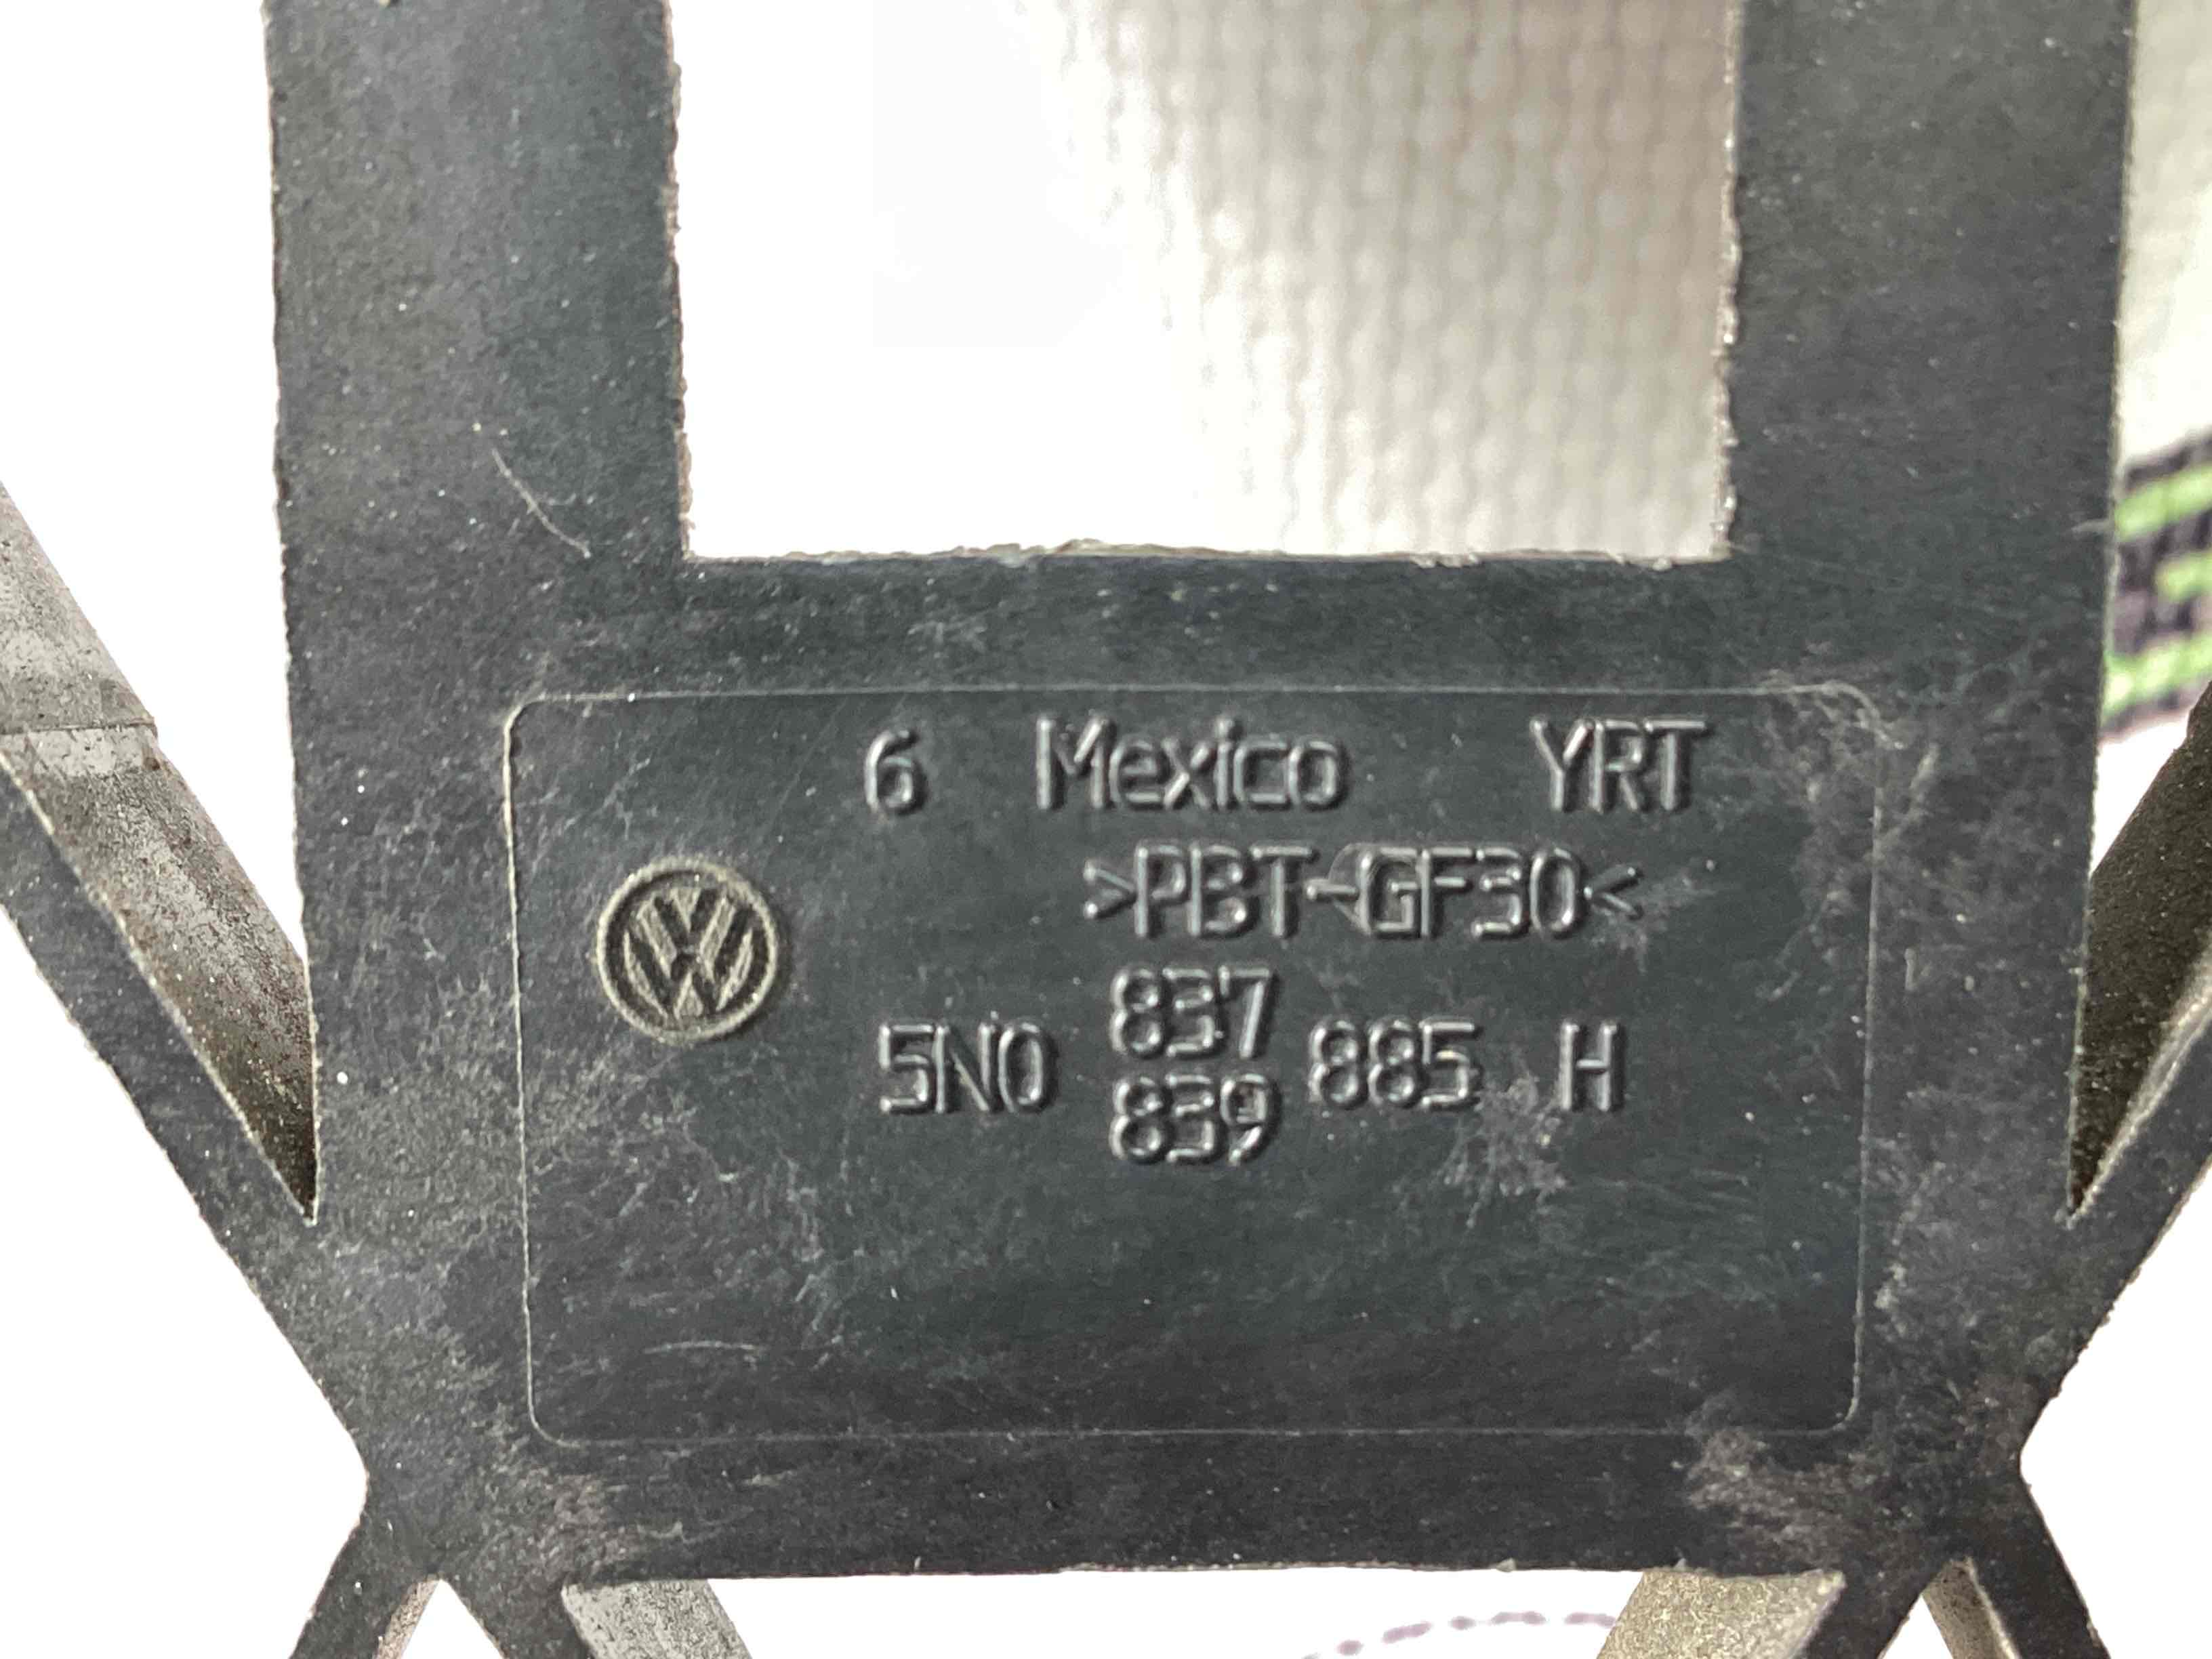 6 Mexico YRT
>PBT-GF30<
837
5N0 885 H
839